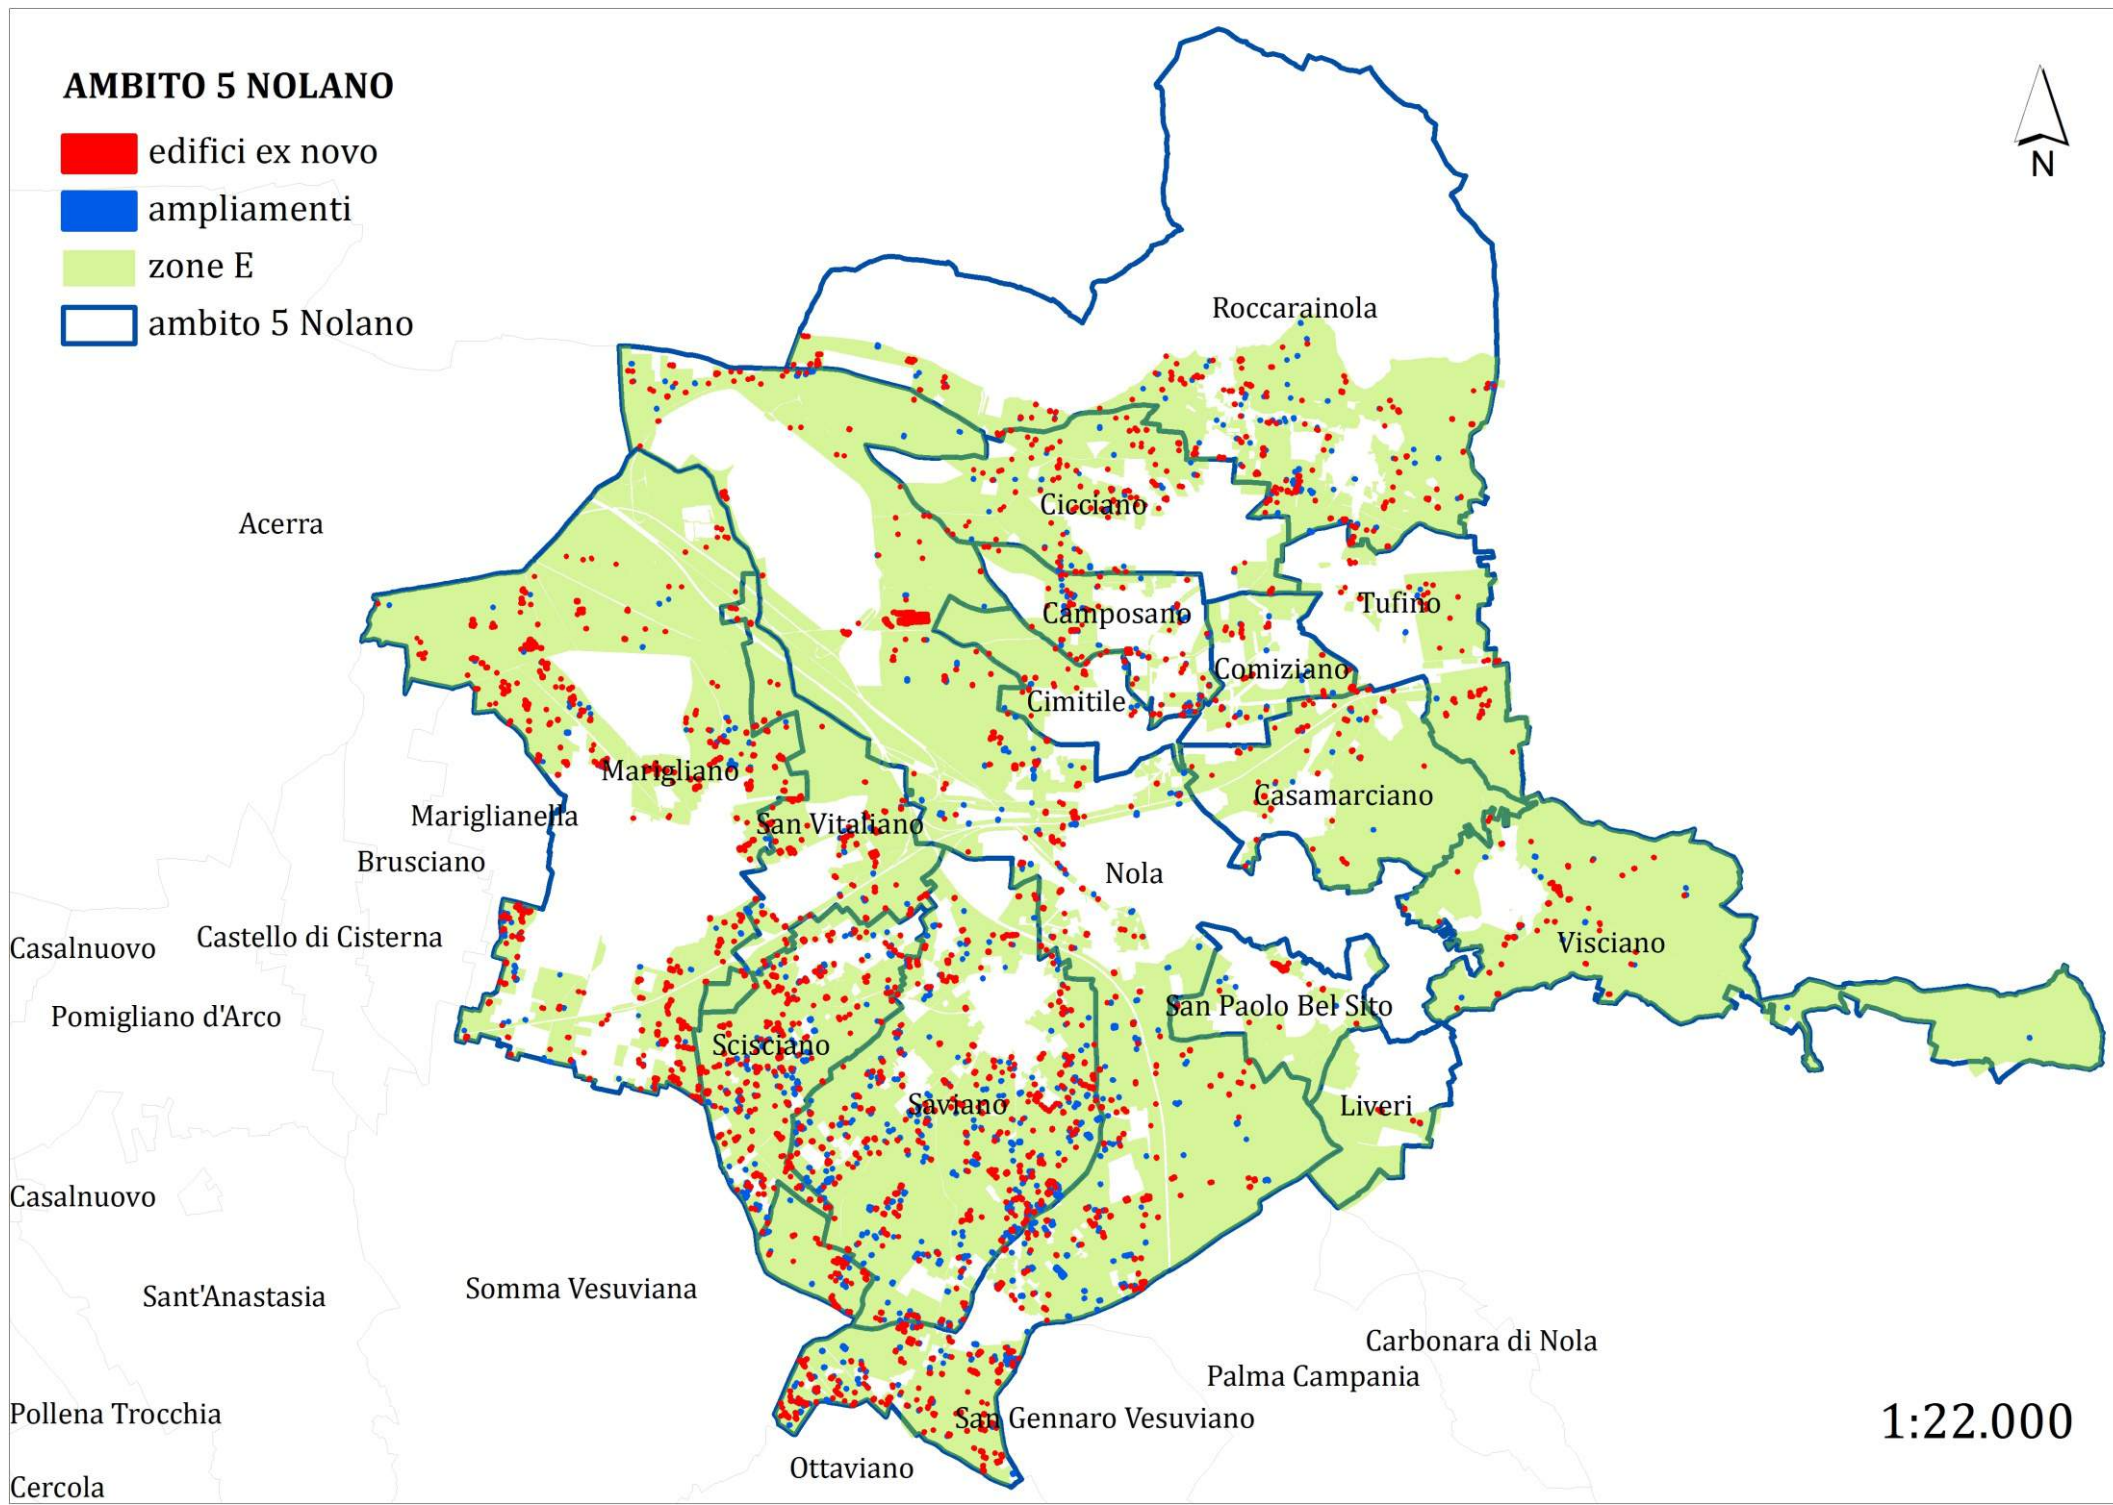 AMBITO 5 NOLANO
edifici ex novo
ampliamenti
zone E
ambito 5 Nolano
N
Roccarainola
Acerra
Cicciano
Tufino
Camposano
Comiziano
Cimitile
Marigliano
Casamarciano
Mariglianella
San Vitaliano
Brusciano
Nola
Castello di Cisterna
Casalnuovo
Visciano
San Paolo Bel Sito
Pomigliano d'Arco
Scisciano
Saviano
Liveri
Casalnuovo
Somma Vesuviana
Sant'Anastasia
Carbonara di Nola
Palma Campania
Pollena Trocchia
San Gennaro Vesuviano
1:22.000
Ottaviano
Cercola